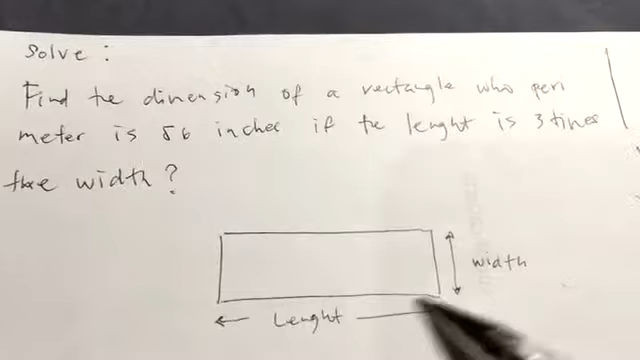 Solve:
Find the dimension of a rectangle who peri
meter is 56 inches if the lenght is 3 times
the width?
width
Lenght